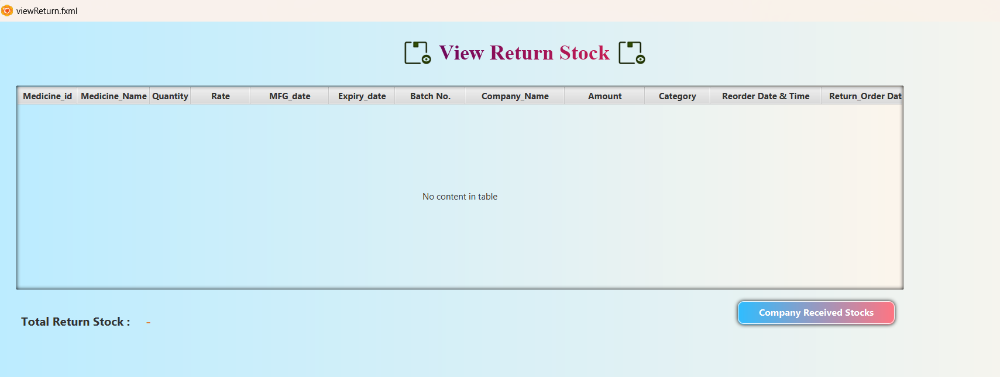 viewReturn.fxml
View Return Stock
Medicine_id Medicine_Name Quantity Rate MFG_date Expiry_date Batch No. Company_Name Amount Category Reorder Date & Time Return_Order Dat
No content in table
Company Received Stocks
Total Return Stock : -